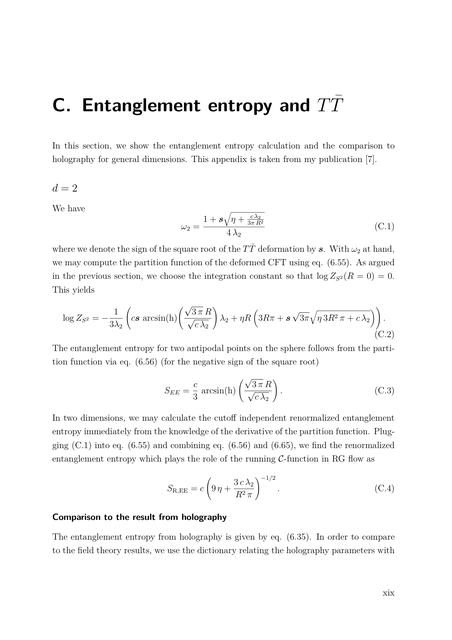 C. Entanglement entropy and $T\bar{T}$
In this section, we show the entanglement entropy calculation and the comparison to
holography for general dimensions. This appendix is taken from my publication [7].
$d = 2$
We have
$$\omega_2 = \frac{1 + \boldsymbol{s}\sqrt{\eta + \frac{c\lambda_2}{3\pi R^2}}}{4\,\lambda_2}$$ (C.1)
where we denote the sign of the square root of the $T\bar{T}$ deformation by $\boldsymbol{s}$. With $\omega_2$ at hand,
we may compute the partition function of the deformed CFT using eq. (6.55). As argued
in the previous section, we choose the integration constant so that $\log Z_{S^2}(R = 0) = 0$.
This yields
$$\log Z_{S^2} = -\frac{1}{3\lambda_2}\left(c\boldsymbol{s}\,\operatorname{arcsin(h)}\left(\frac{\sqrt{3\pi}\,R}{\sqrt{c\,\lambda_2}}\right)\lambda_2 + \eta R\left(3R\pi + \boldsymbol{s}\,\sqrt{3\pi}\sqrt{\eta\,3R^2\,\pi + c\,\lambda_2}\right)\right).$$
(C.2)
The entanglement entropy for two antipodal points on the sphere follows from the parti-
tion function via eq. (6.56) (for the negative sign of the square root)
$$S_{EE} = \frac{c}{3}\,\operatorname{arcsin(h)}\left(\frac{\sqrt{3\pi}\,R}{\sqrt{c\lambda_2}}\right).$$ (C.3)
In two dimensions, we may calculate the cutoff independent renormalized entanglement
entropy immediately from the knowledge of the derivative of the partition function. Plug-
ging (C.1) into eq. (6.55) and combining eq. (6.56) and (6.65), we find the renormalized
entanglement entropy which plays the role of the running $\mathcal{C}$-function in RG flow as
$$S_{\mathrm{R,EE}} = c\left(9\,\eta + \frac{3\,c\,\lambda_2}{R^2\,\pi}\right)^{-1/2}.$$ (C.4)
Comparison to the result from holography
The entanglement entropy from holography is given by eq. (6.35). In order to compare
to the field theory results, we use the dictionary relating the holography parameters with
xix